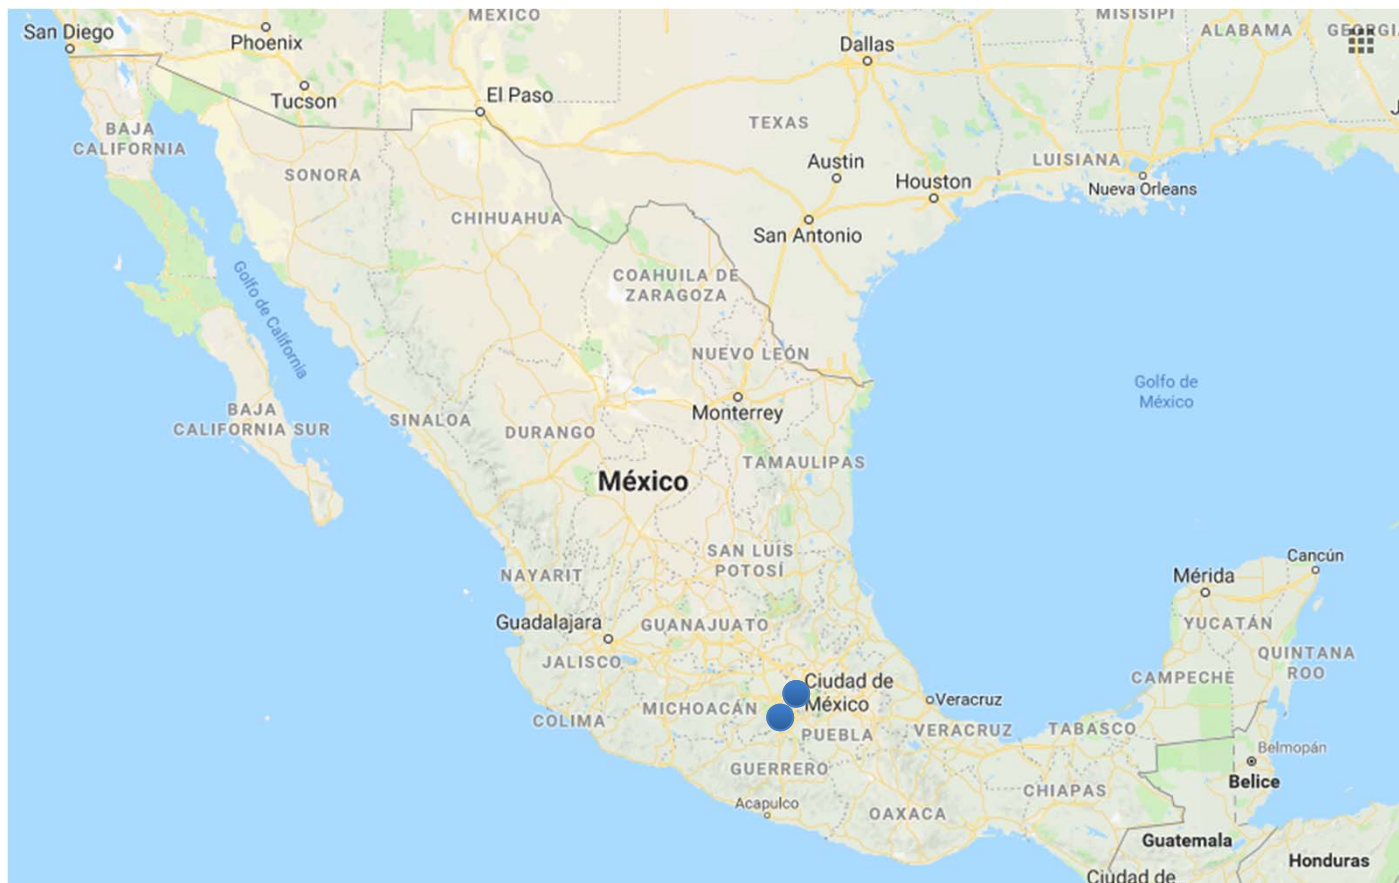 MÉXICO
MISISIPI
ALABAMA
GEORGIA
San Diego
Phoenix
Dallas
Tucson
El Paso
TEXAS
BAJA
CALIFORNIA
SONORA
Austin
LUISIANA
Houston
Nueva Orleans
CHIHUAHUA
San Antonio
COAHUILA DE
ZARAGOZA
Golfo de California
NUEVO LEÓN
Golfo de
México
Monterrey
BAJA
CALIFORNIA SUR
SINALOA
DURANGO
TAMAULIPAS
México
SAN LUIS
POTOSÍ
NAYARIT
Cancún
Mérida
Guadalajara
GUANAJUATO
YUCATÁN
JALISCO
QUINTANA
ROO
CAMPECHE
Ciudad de
México
MICHOACÁN
COLIMA
Veracruz
PUEBLA
VERACRUZ
TABASCO
Belmopán
GUERRERO
Belice
CHIAPAS
Acapulco
OAXACA
Guatemala
Honduras
Ciudad de